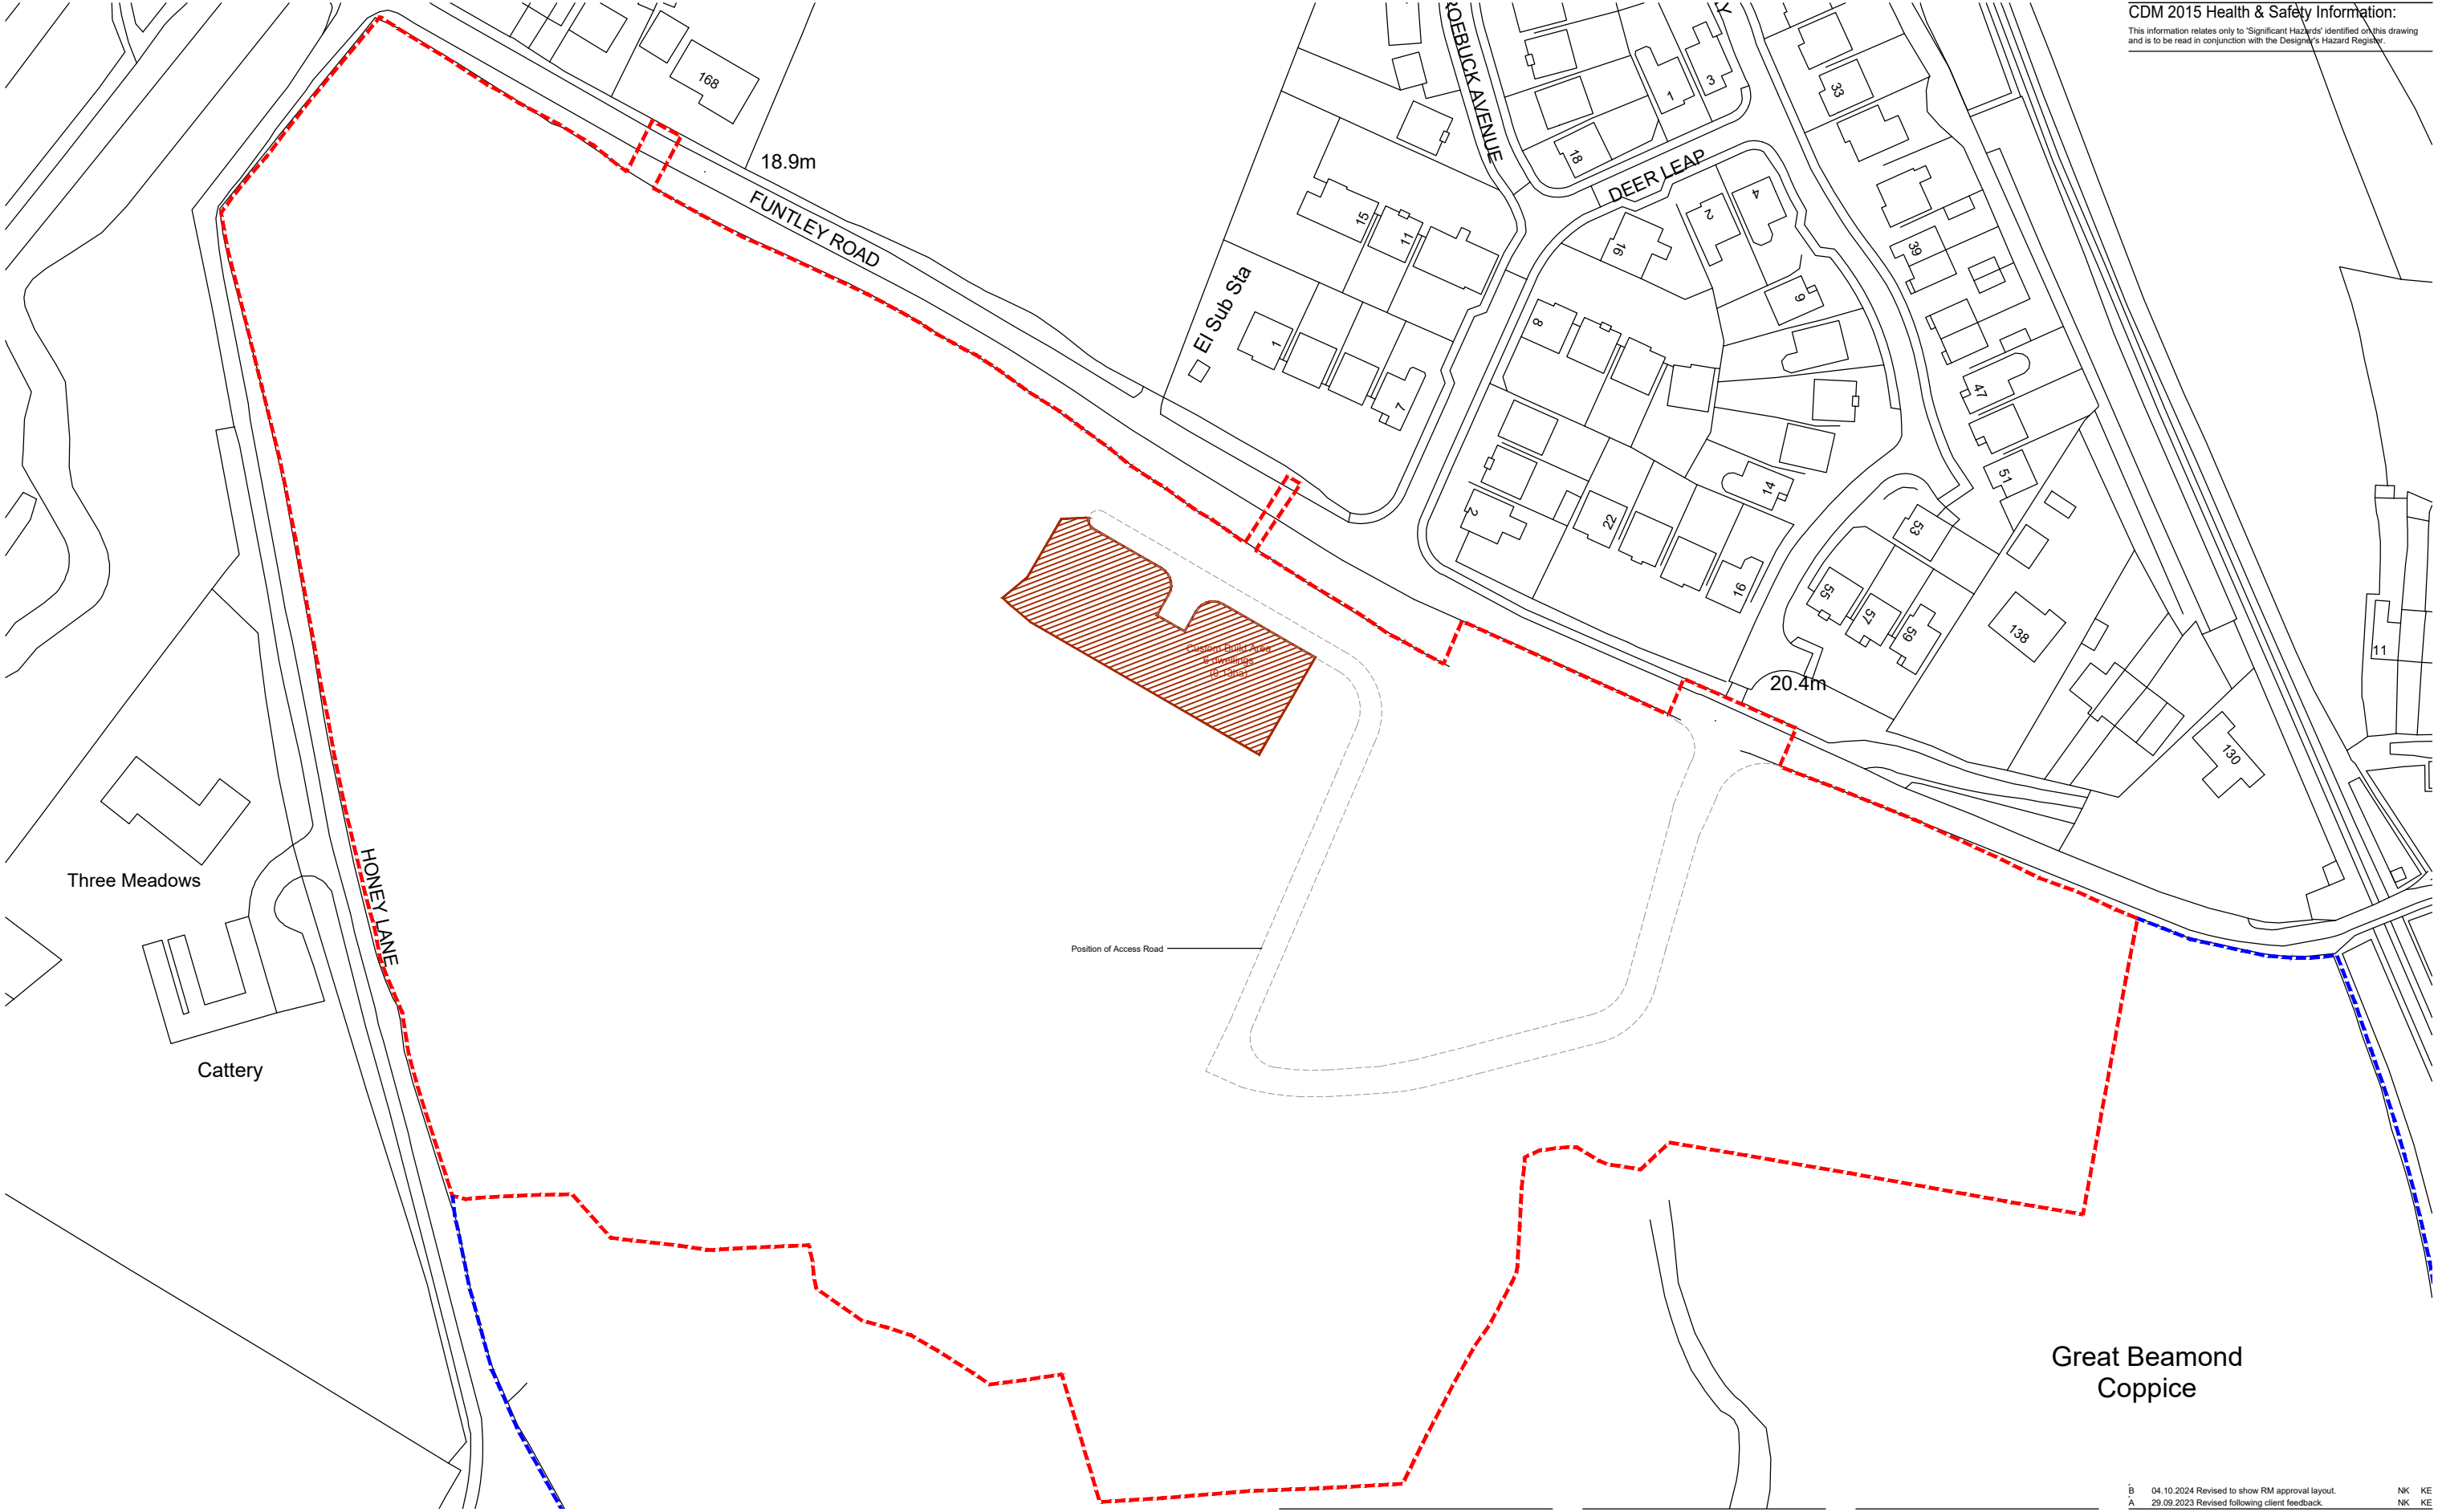 CDM 2015 Health & Safety Information:
This information relates only to 'Significant Hazards' identified on this drawing
and is to be read in conjunction with the Designer's Hazard Register.
168
18.9m
FUNTLEY ROAD
ROEBUCK AVENUE
DEER LEAP
Y
1
3
18
33
15
11
16
2
4
39
9
El Sub Sta
1
7
8
47
51
2
22
14
16
53
55
57
59
138
11
130
20.4m
Custom Build Area
6 dwellings
Three Meadows
HONEY LANE
Position of Access Road
Cattery
Great Beamond
Coppice
B 04.10.2024 Revised to show RM approval layout. NK KE
A 29.09.2023 Revised following client feedback. NK KE